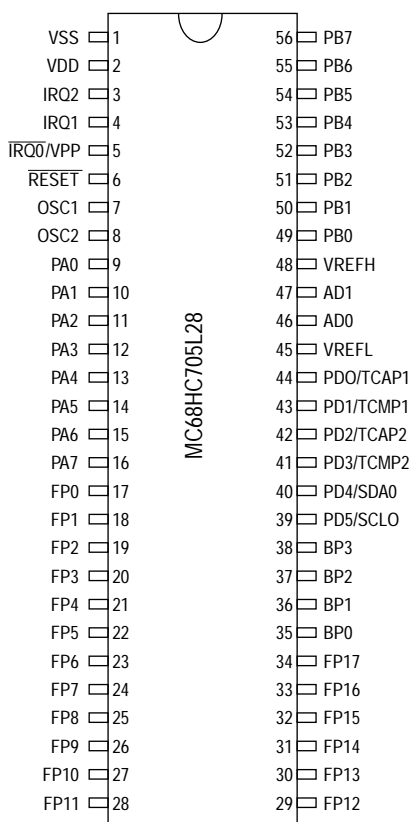 VSS 1 56 PB7
VDD 2 55 PB6
IRQ2 3 54 PB5
IRQ1 4 53 PB4
IRQ0/VPP 5 52 PB3
RESET 6 51 PB2
OSC1 7 50 PB1
OSC2 8 49 PB0
PA0 9 48 VREFH
PA1 10 47 AD1
PA2 11 46 AD0
PA3 12 45 VREFL
PA4 13 44 PDO/TCAP1
PA5 14 43 PD1/TCMP1
PA6 15 42 PD2/TCAP2
PA7 16 41 PD3/TCMP2
FP0 17 40 PD4/SDA0
FP1 18 39 PD5/SCLO
FP2 19 38 BP3
FP3 20 37 BP2
FP4 21 36 BP1
FP5 22 35 BP0
FP6 23 34 FP17
FP7 24 33 FP16
FP8 25 32 FP15
FP9 26 31 FP14
FP10 27 30 FP13
FP11 28 29 FP12
MC68HC705L28